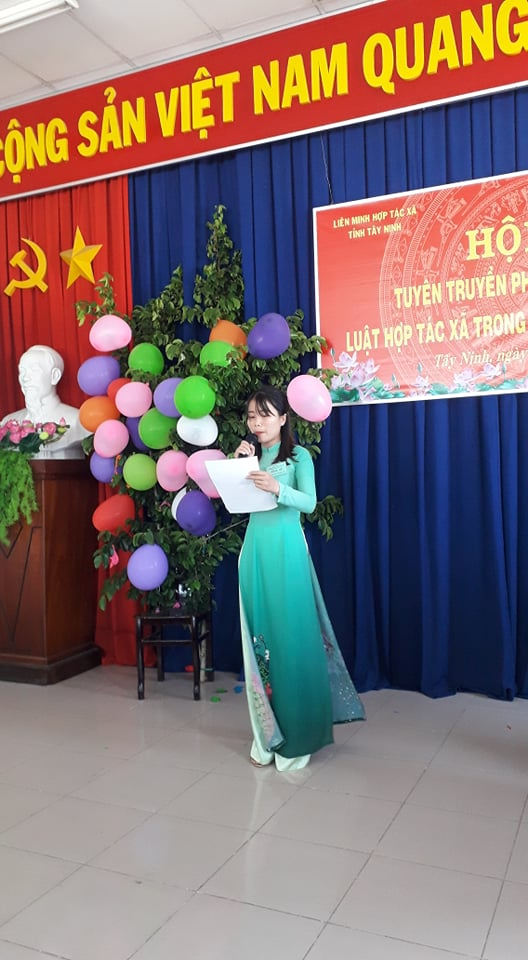 CỘNG SẢN VIỆT NAM QUANG
LIÊN MINH HỢP TÁC XÃ
TỈNH TÂY NINH
HỘI
TUYÊN TRUYỀN PH
LUẬT HỢP TÁC XÃ TRONG
Tây Ninh, ngày